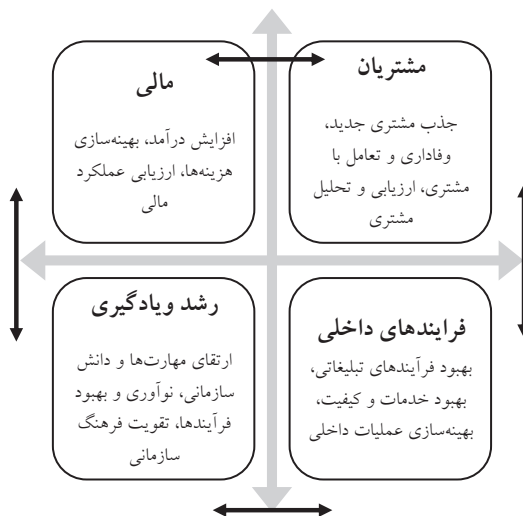 مشتریان
جذب مشتری جدید،
وفاداری و تعامل با
مشتری، ارزیابی و تحلیل
مشتری
مالی
افزایش درآمد، بهینه‌سازی
هزینه‌ها، ارزیابی عملکرد
مالی
فرایندهای داخلی
بهبود فرآیندهای تبلیغاتی،
بهبود خدمات و کیفیت،
بهینه‌سازی عملیات داخلی
رشد ویادگیری
ارتقای مهارت‌ها و دانش
سازمانی، نوآوری و بهبود
فرآیندها، تقویت فرهنگ
سازمانی